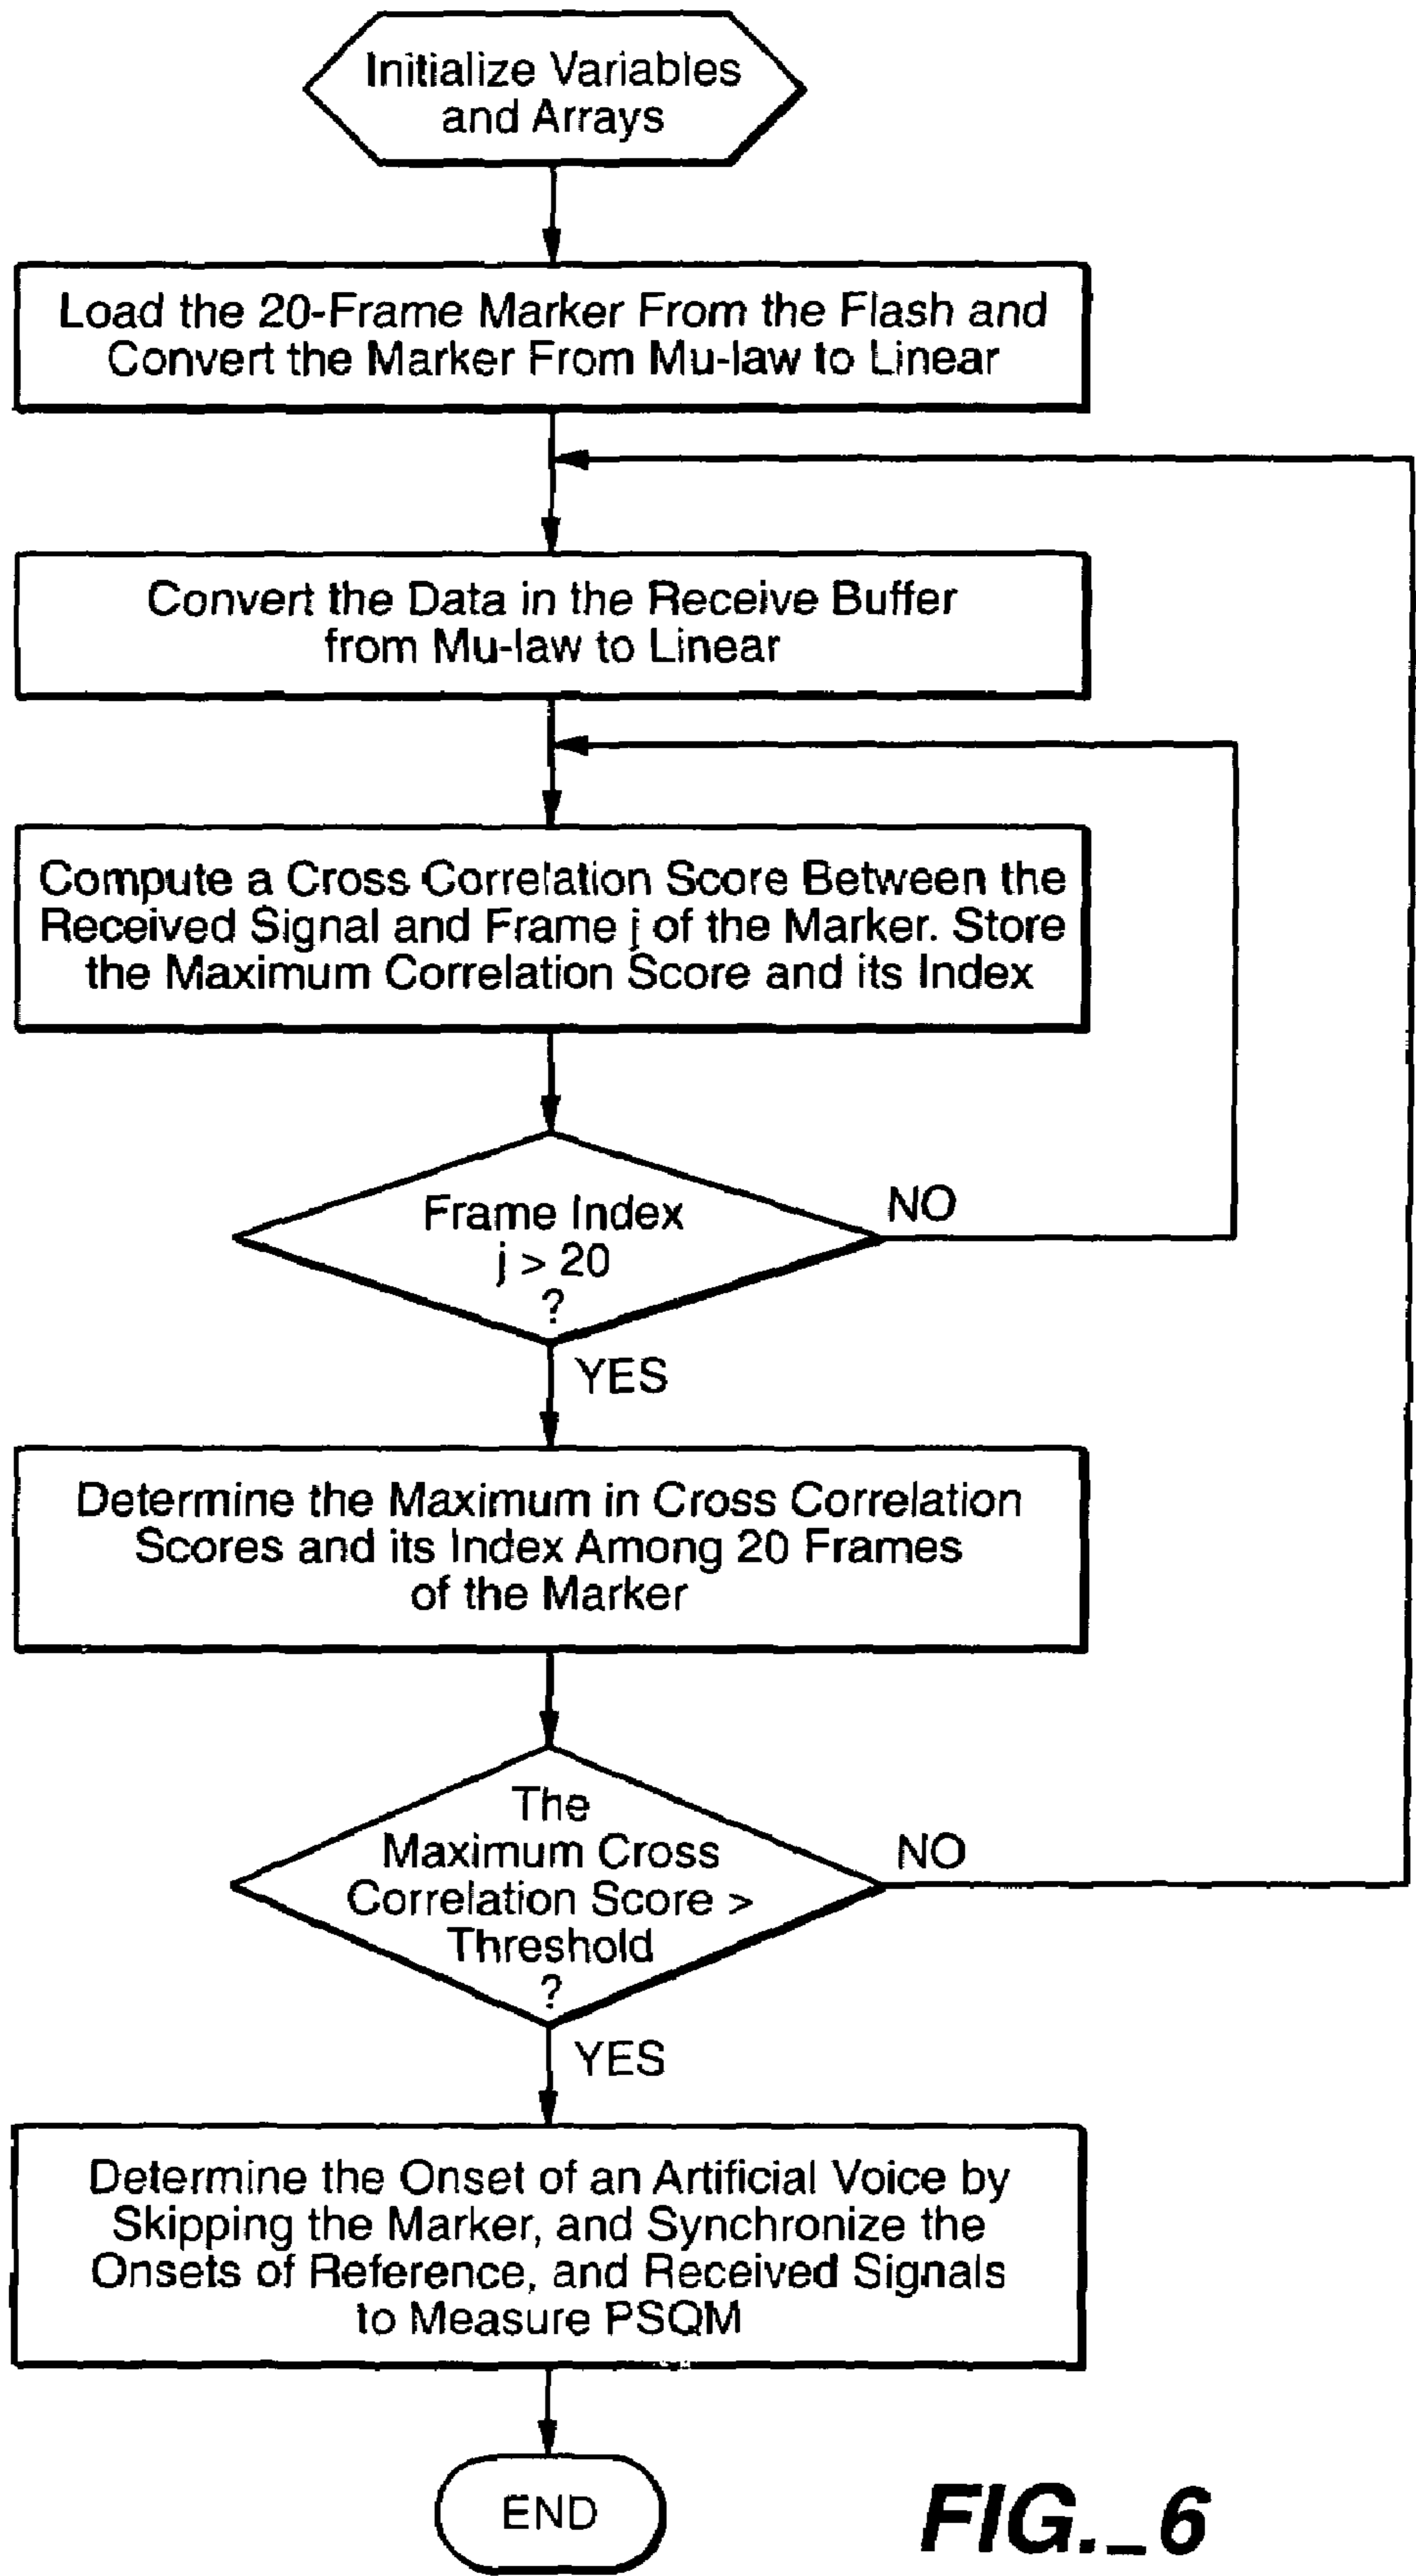 Initialize Variables
and Arrays
Load the 20-Frame Marker From the Flash and
Convert the Marker From Mu-law to Linear
Convert the Data in the Receive Buffer
from Mu-law to Linear
Compute a Cross Correlation Score Between the
Received Signal and Frame j of the Marker. Store
the Maximum Correlation Score and its Index
Frame Index
j > 20
?
NO
YES
Determine the Maximum in Cross Correlation
Scores and its Index Among 20 Frames
of the Marker
The
Maximum Cross
Correlation Score >
Threshold
?
NO
YES
Determine the Onset of an Artificial Voice by
Skipping the Marker, and Synchronize the
Onsets of Reference, and Received Signals
to Measure PSQM
END
FIG._6